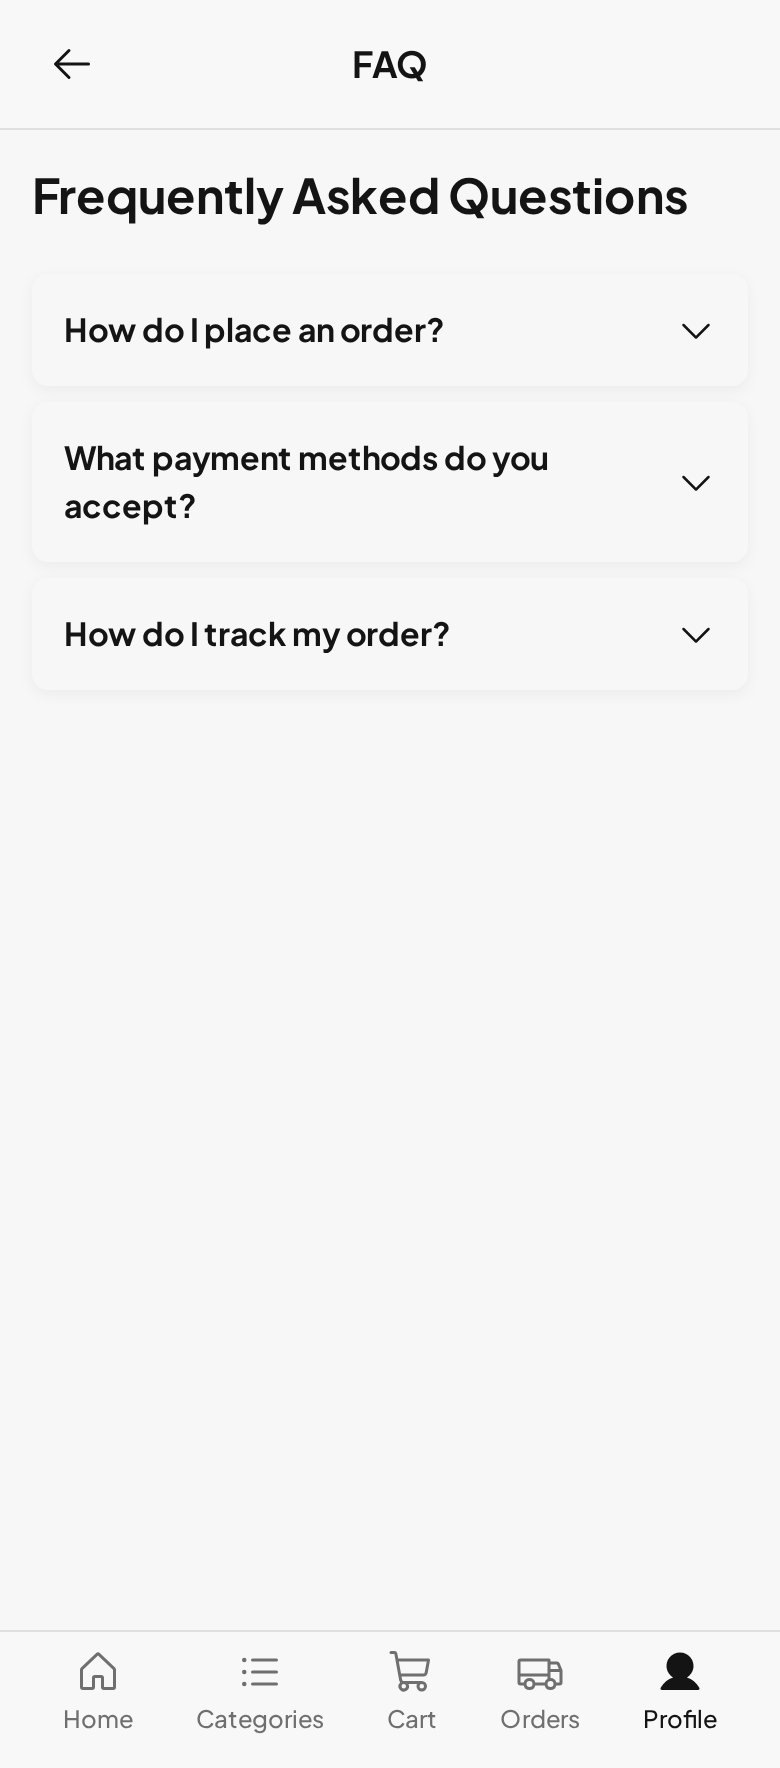 FAQ
Frequently Asked Questions
How do I place an order?
What payment methods do you
accept?
How do I track my order?
Home
Categories
Cart
Orders
Profile